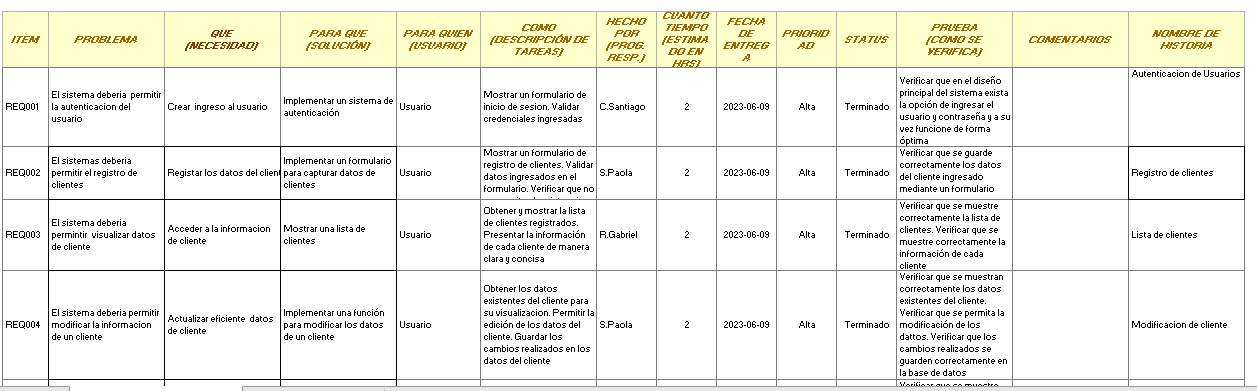 ITEM
PROBLEMA
QUE
(NECESIDAD)
PARA QUE
(SOLUCIÓN)
PARA QUIEN
(USUARIO)
COMO
(DESCRIPCIÓN DE
TAREAS)
HECHO
POR
(PROG.
RESP.)
CUANTO
TIEMPO
(ESTIMA
DO EN
HRS)
FECHA
DE
ENTREG
A
PRIORID
AD
STATUS
PRUEBA
(COMO SE
VERIFICA)
COMENTARIOS
NOMBRE DE
HISTORIA
REQ001
El sistema deberia permitir
la autenticacion del
usuario
Crear ingreso al usuario
Implementar un sistema de
autenticación
Usuario
Mostrar un formulario de
inicio de sesion. Validar
credenciales ingresadas
C.Santiago
2
2023-06-09
Alta
Terminado
Verificar que en el diseño
principal del sistema exista
la opción de ingresar el
usuario y contraseña y a su
vez funcione de forma
óptima
Autenticacion de Usuarios
REQ002
El sistemas deberia
permitir el registro de
clientes
Registar los datos del client
Implementar un formulario
para capturar datos de
clientes
Usuario
Mostrar un formulario de
registro de clientes. Validar
datos ingresados en el
formulario. Verificar que no
S.Paola
2
2023-06-09
Alta
Terminado
Verificar que se guarde
correctamente los datos
del cliente ingresado
mediante un formulario
Registro de clientes
REQ003
El sistema deberia
permintir visualizar datos
de cliente
Acceder a la informacion
de cliente
Mostrar una lista de
clientes
Usuario
Obtener y mostrar la lista
de clientes registrados.
Presentar la información
de cada cliente de manera
clara y concisa
R.Gabriel
2
2023-06-09
Alta
Terminado
Verificar que se muestre
correctamente la lista de
clientes. Verificar que se
muestre correctamente la
información de cada
cliente
Lista de clientes
REQ004
El sistema deberia permitir
modificar la informacion
de un cliente
Actualizar eficiente datos
de cliente
Implementar una función
para modificar los datos
de un cliente
Usuario
Obtener los datos
existentes del cliente para
su visualizacion. Permitir la
edición de los datos del
cliente. Guardar los
cambios realizados en los
datos del cliente
S.Paola
2
2023-06-09
Alta
Terminado
Verificar que se muestran
correctamente los datos
existentes del cliente.
Verificar que se permita la
modificación de los
dattos. Verificar que los
cambios realizados se
guarden correctamente en
la base de datos
Modificacion de cliente
Verificar que se muestre